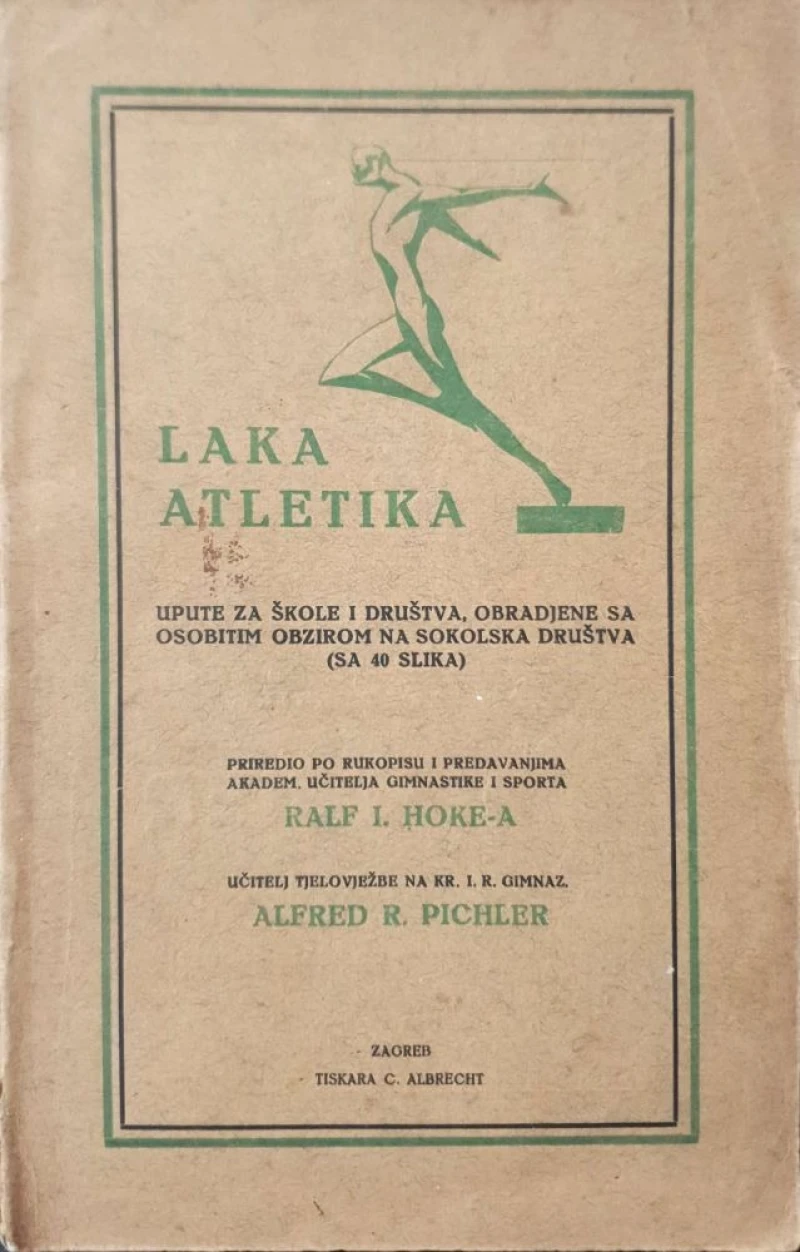 LAKA
ATLETIKA
UPUTE ZA ŠKOLE I DRUŠTVA, OBRADJENE SA
OSOBITIM OBZIROM NA SOKOLSKA DRUŠTVA
(SA 40 SLIKA)
PRIREDIO PO RUKOPISU I PREDAVANJIMA
AKADEM. UČITELJA GIMNASTIKE I SPORTA
RALF I. HOKE-A
UČITELJ TJELOVJEŽBE NA KR. I. R. GIMNAZ.
ALFRED R. PICHLER
ZAGREB
TISKARA C. ALBRECHT